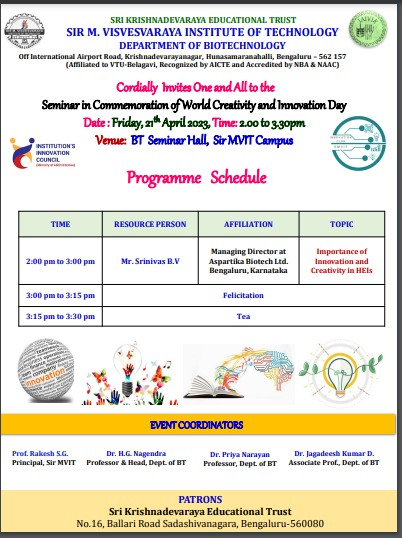 SRI KRISHNADEVARAYA EDUCATIONAL TRUST
SIR M. VISVESVARAYA INSTITUTE OF TECHNOLOGY
DEPARTMENT OF BIOTECHNOLOGY
Off International Airport Road, Krishnadevarayanagar, Hunasamaranahalli, Bengaluru – 562 157
(Affiliated to VTU-Belagavi, Recognized by AICTE and Accredited by NBA & NAAC)
Cordially Invites One and All to the
Seminar in Commemoration of World Creativity and Innovation Day
Date : Friday, 21th April 2023, Time: 2.00 to 3.30pm
Venue: BT Seminar Hall, Sir MVIT Campus
INSTITUTION'S
INNOVATION
COUNCIL
Programme Schedule
TIME RESOURCE PERSON AFFILIATION TOPIC
2:00 pm to 3:00 pm Mr. Srinivas B.V Managing Director at Aspartika Biotech Ltd. Bengaluru, Karnataka Importance of Innovation and Creativity in HEIs
3:00 pm to 3:15 pm Felicitation
3:15 pm to 3:30 pm Tea
innovation
EVENT COORDINATORS
Prof. Rakesh S.G. Dr. H.G. Nagendra Dr. Priya Narayan Dr. Jagadeesh Kumar D.
Principal, Sir MVIT Professor & Head, Dept. of BT Professor, Dept. of BT Associate Prof., Dept. of BT
PATRONS
Sri Krishnadevaraya Educational Trust
No.16, Ballari Road Sadashivanagara, Bengaluru-560080